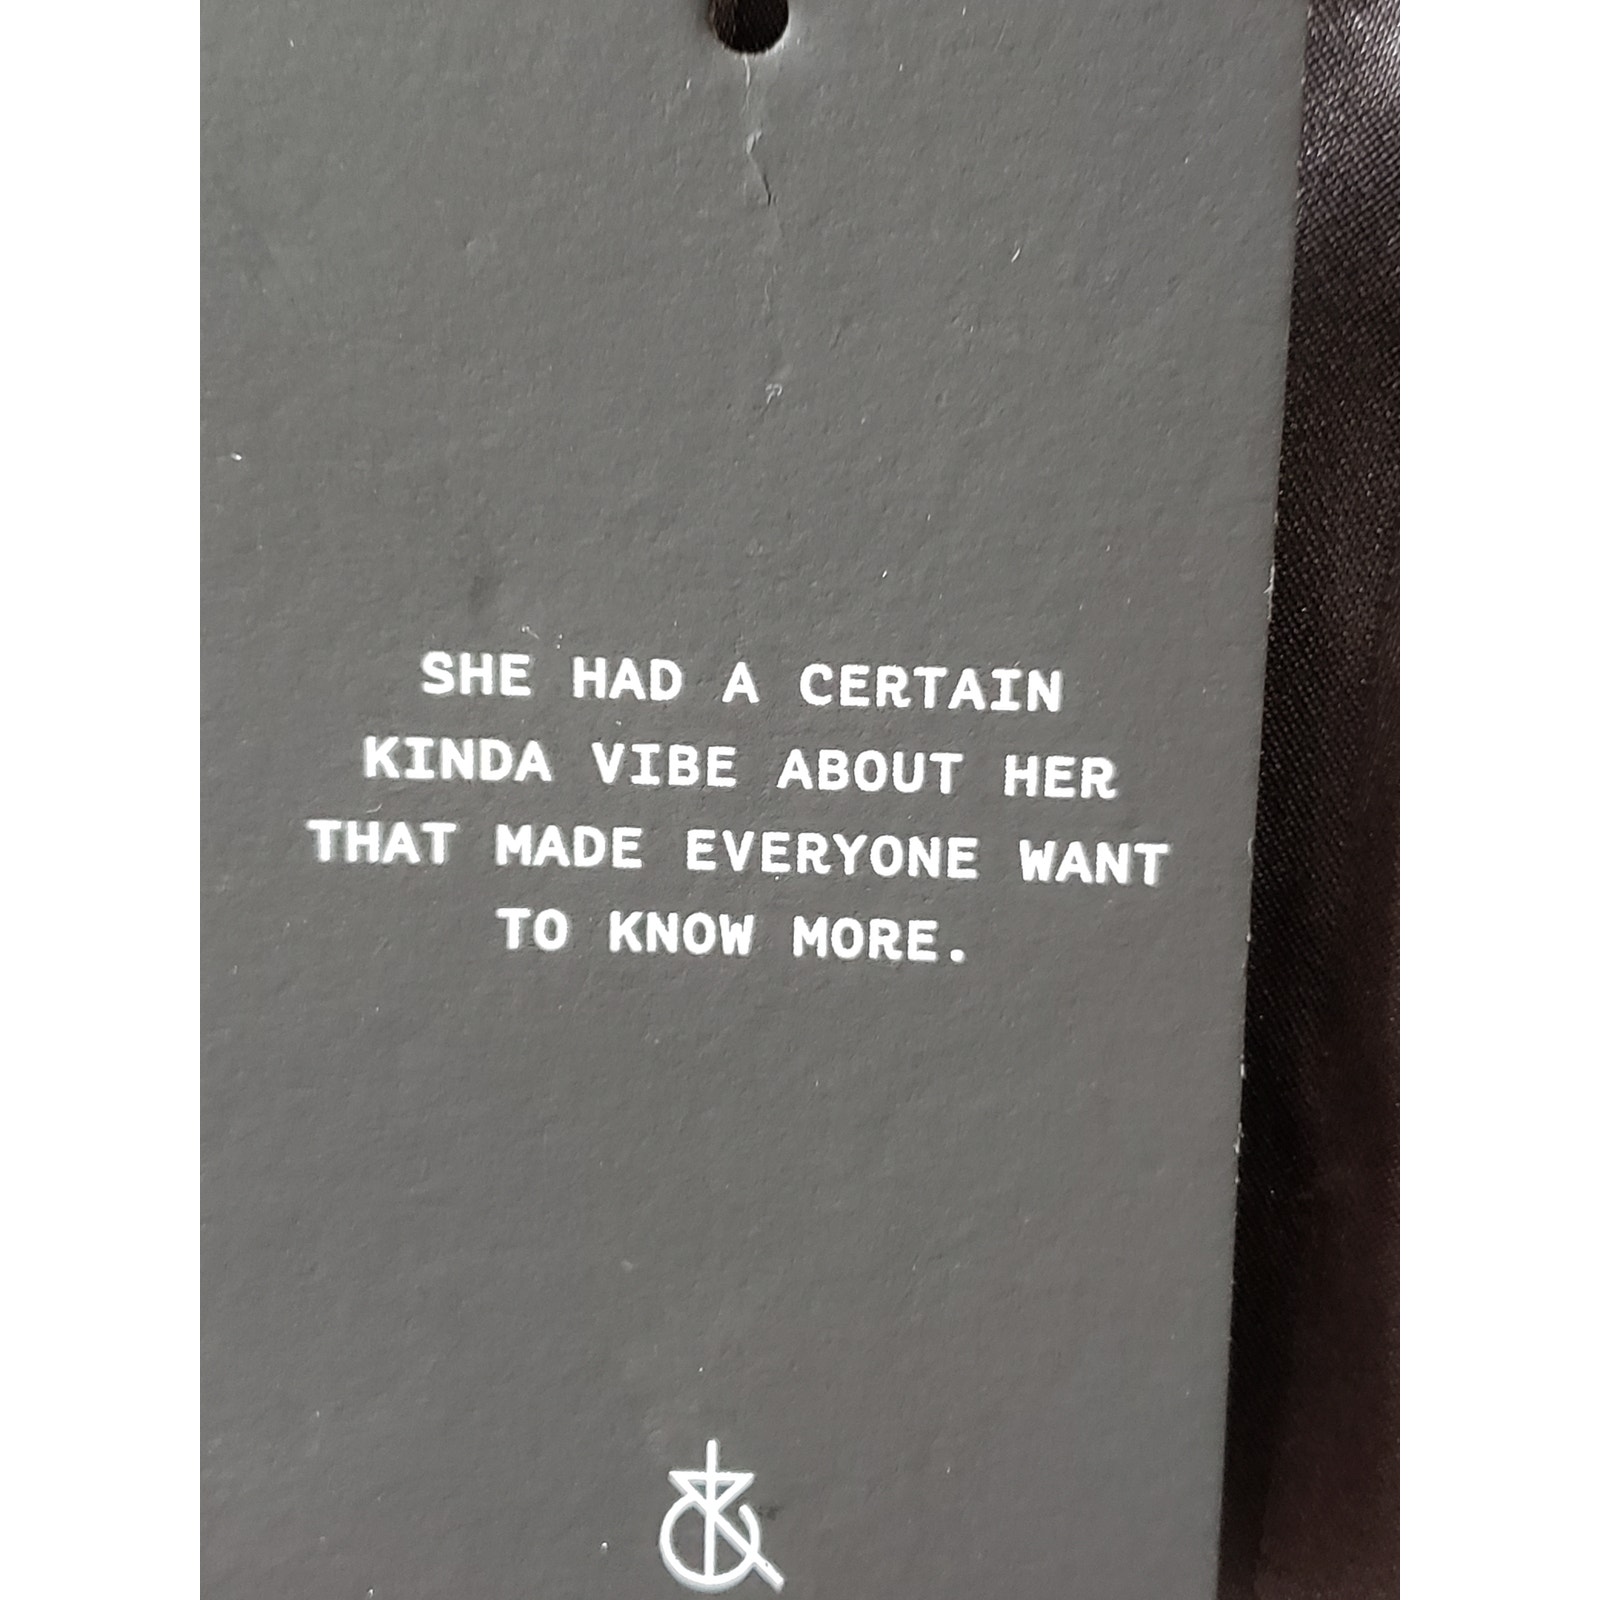 SHE HAD A CERTAIN
KINDA VIBE ABOUT HER
THAT MADE EVERYONE WANT
TO KNOW MORE.